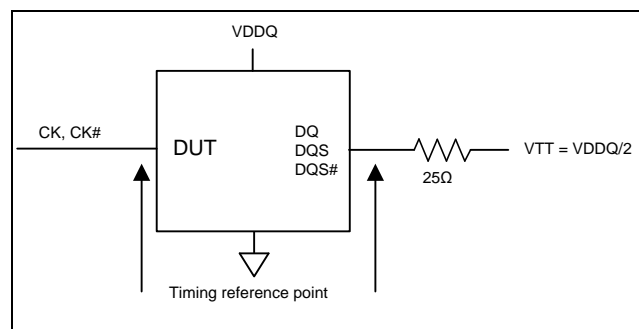 VDDQ
CK, CK#
DUT
DQ
DQS
DQS#
25Ω
VTT = VDDQ/2
Timing reference point